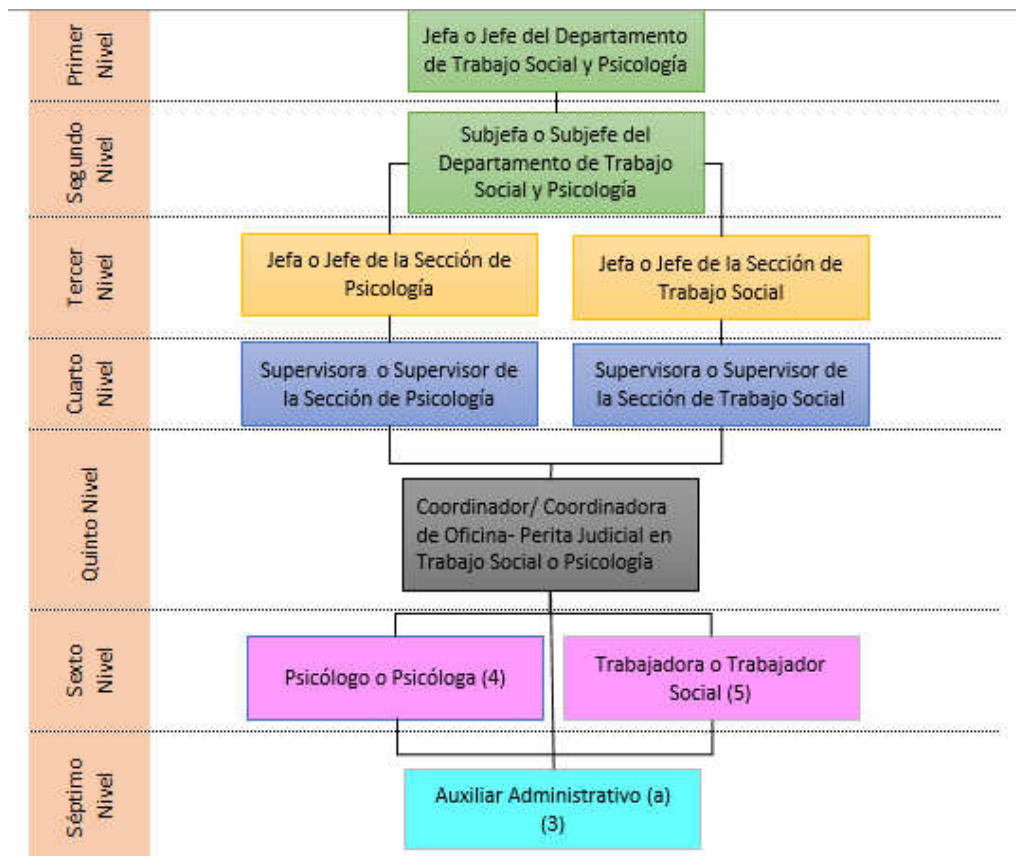 Primer
Nivel
Jefa o Jefe del Departamento
de Trabajo Social y Psicología
Segundo
Nivel
Subjefa o Subjefe del
Departamento de Trabajo
Social y Psicología
Tercer
Nivel
Jefa o Jefe de la Sección de
Psicología
Jefa o Jefe de la Sección de
Trabajo Social
Cuarto
Nivel
Supervisora o Supervisor de
la Sección de Psicología
Supervisora o Supervisor de
la Sección de Trabajo Social
Quinto Nivel
Coordinador/ Coordinadora
de Oficina- Perita Judicial en
Trabajo Social o Psicología
Sexto
Nivel
Psicólogo o Psicóloga (4)
Trabajadora o Trabajador
Social (5)
Séptimo
Nivel
Auxiliar Administrativo (a)
(3)